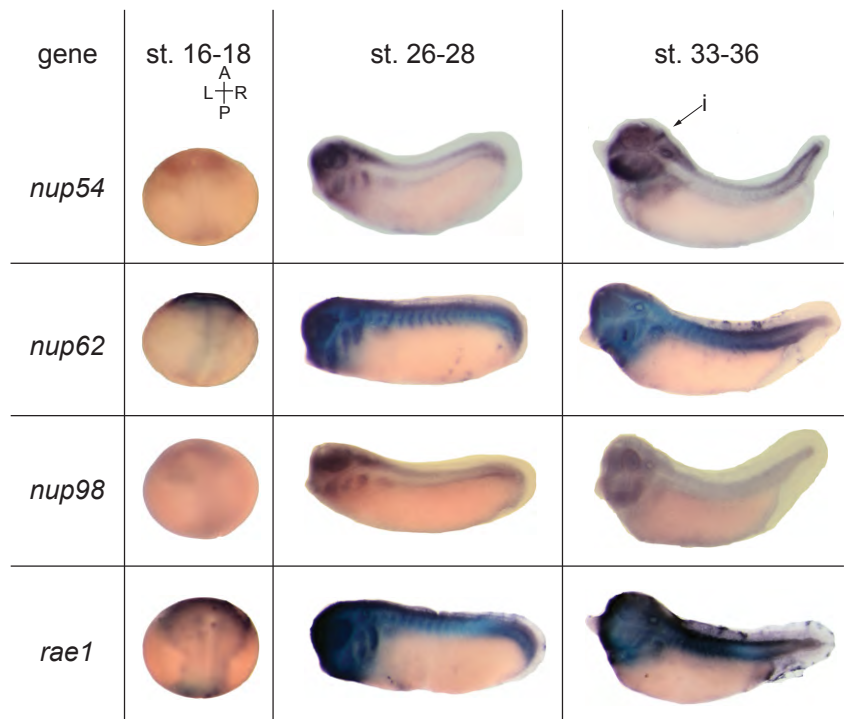 gene st. 16-18 st. 26-28 st. 33-36
A
L R
P
i
nup54
nup62
nup98
rae1